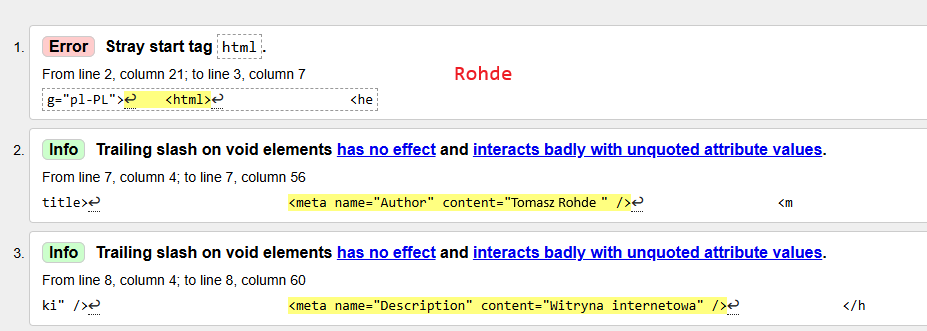 1. Error Stray start tag html.
From line 2, column 21; to line 3, column 7
Rohde
g="pl-PL">↩ <html>↩ <he
2. Info Trailing slash on void elements has no effect and interacts badly with unquoted attribute values.
From line 7, column 4; to line 7, column 56
title>↩ <meta name="Author" content="Tomasz Rohde " />↩ <m
3. Info Trailing slash on void elements has no effect and interacts badly with unquoted attribute values.
From line 8, column 4; to line 8, column 60
ki" />↩ <meta name="Description" content="Witryna internetowa" />↩ </h